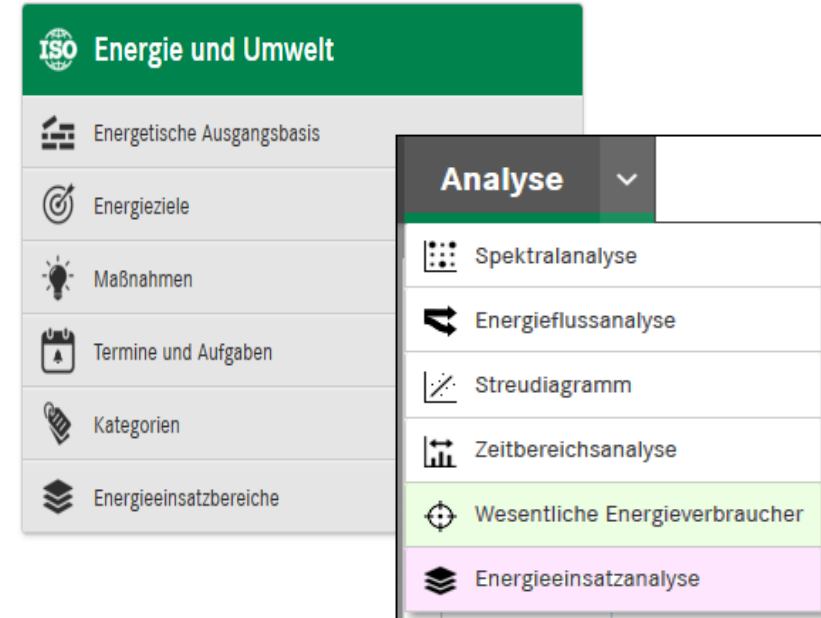 ISO Energie und Umwelt
Energetische Ausgangsbasis
Energieziele
Maßnahmen
Termine und Aufgaben
Kategorien
Energieeinsatzbereiche
Analyse
Spektralanalyse
Energieflussanalyse
Streudiagramm
Zeitbereichsanalyse
Wesentliche Energieverbraucher
Energieeinsatzanalyse